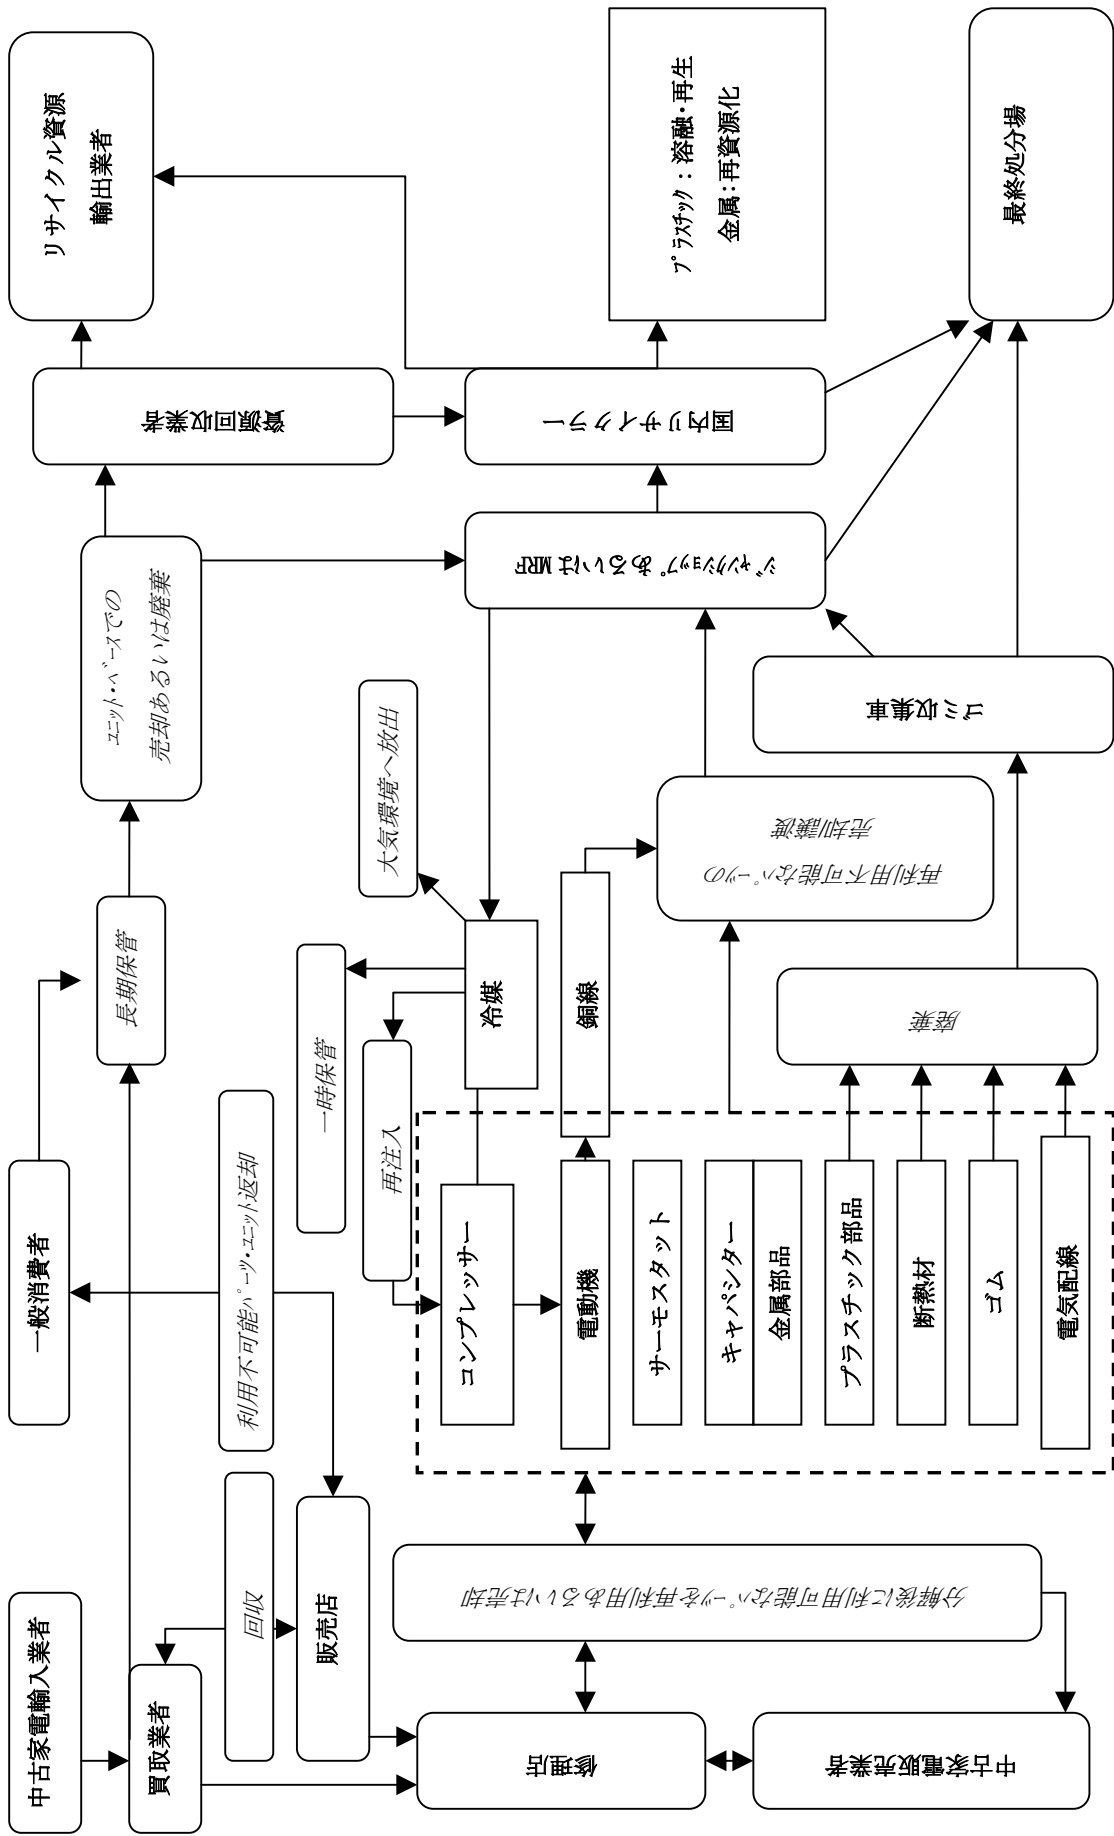 中古家電輸入業者
買取業者
回収
販売店
修理店
中古家電販売業者
分解後に利用可能なパーツを再利用あるいは売却
一般消費者
利用不可能パーツ・ユニット返却
長期保管
ユニット・ベースでの
売却あるいは廃棄
資源回収業者
リサイクル資源
輸出業者
一時保管
再注入
大気環境へ放出
冷媒
銅線
コンプレッサー
電動機
サーモスタット
キャパシター
金属部品
プラスチック部品
断熱材
ゴム
電気配線
再利用不可能なパーツの
売却譲渡
廃棄
ゴミ収集車
ジャンクショップあるいはMRF
国内リサイクラー
プラスチック:溶融・再生
金属:再資源化
最終処分場